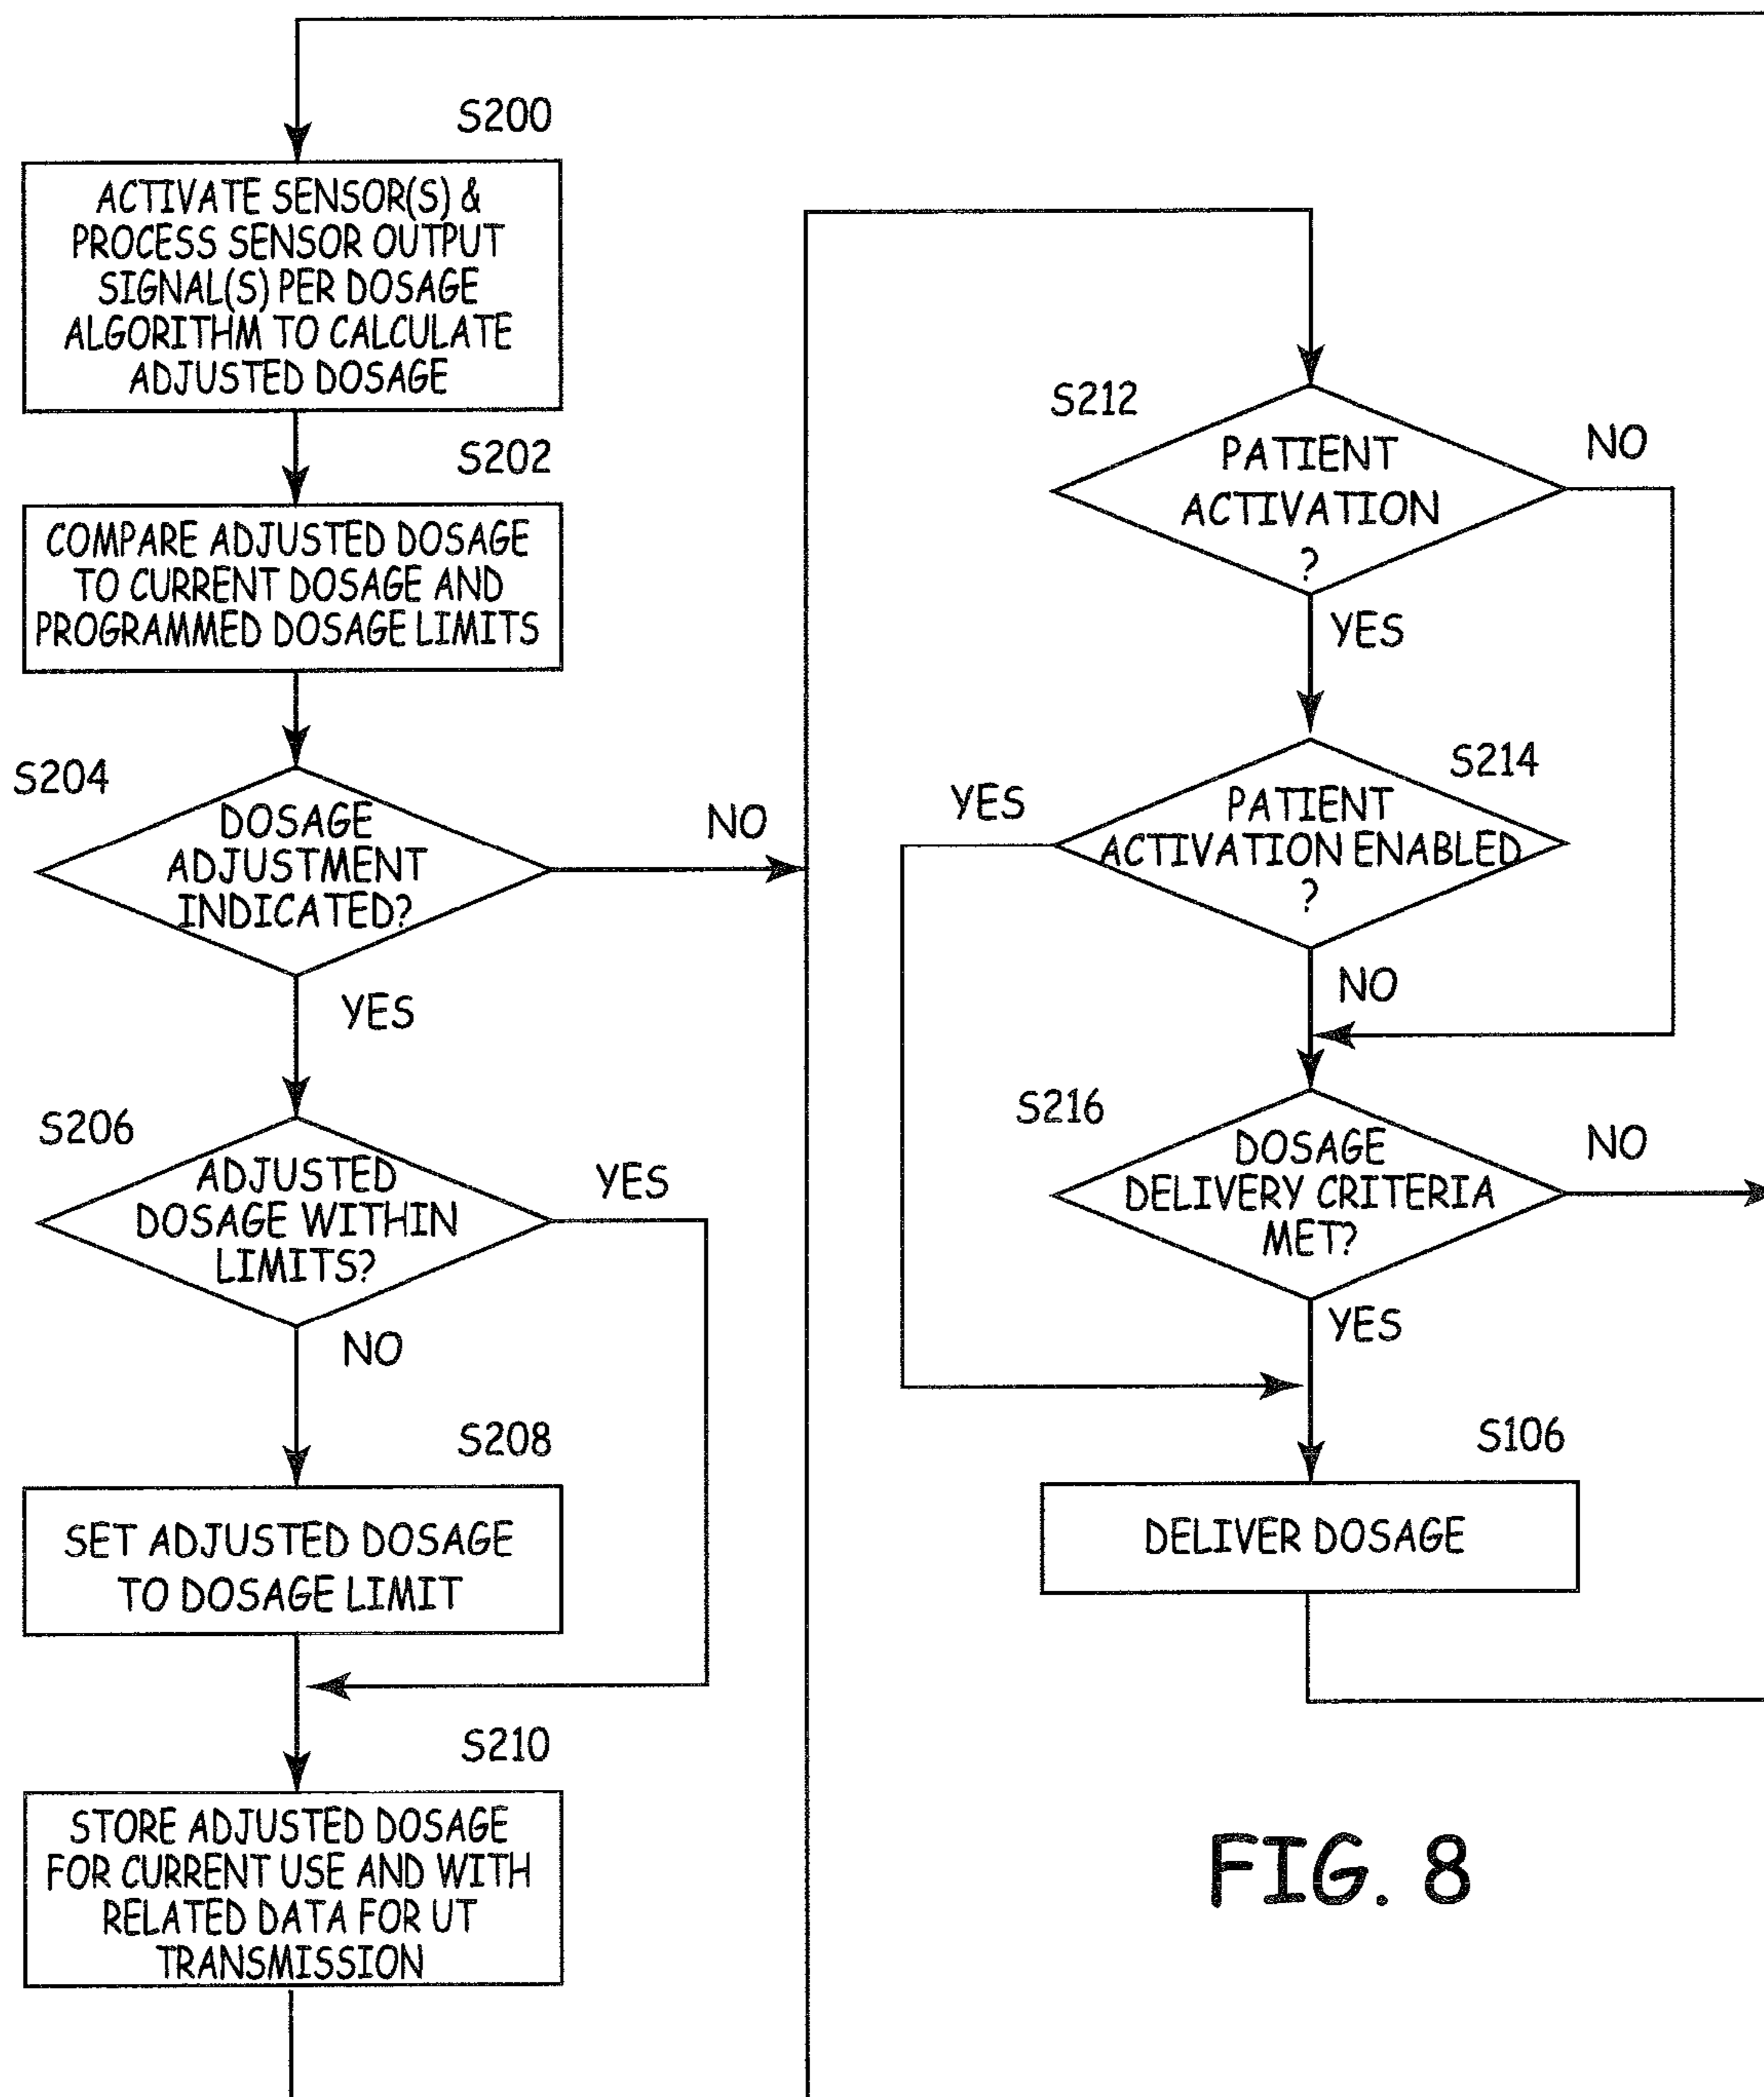 S200
ACTIVATE SENSOR(S) &
PROCESS SENSOR OUTPUT
SIGNAL(S) PER DOSAGE
ALGORITHM TO CALCULATE
ADJUSTED DOSAGE
S202
COMPARE ADJUSTED DOSAGE
TO CURRENT DOSAGE AND
PROGRAMMED DOSAGE LIMITS
S204
DOSAGE
ADJUSTMENT
INDICATED?
NO
YES
S206
ADJUSTED
DOSAGE WITHIN
LIMITS?
YES
NO
S208
SET ADJUSTED DOSAGE
TO DOSAGE LIMIT
S210
STORE ADJUSTED DOSAGE
FOR CURRENT USE AND WITH
RELATED DATA FOR UT
TRANSMISSION
S212
PATIENT
ACTIVATION
?
NO
YES
S214
PATIENT
ACTIVATION ENABLED
?
YES
NO
S216
DOSAGE
DELIVERY CRITERIA
MET?
NO
YES
S106
DELIVER DOSAGE
FIG. 8